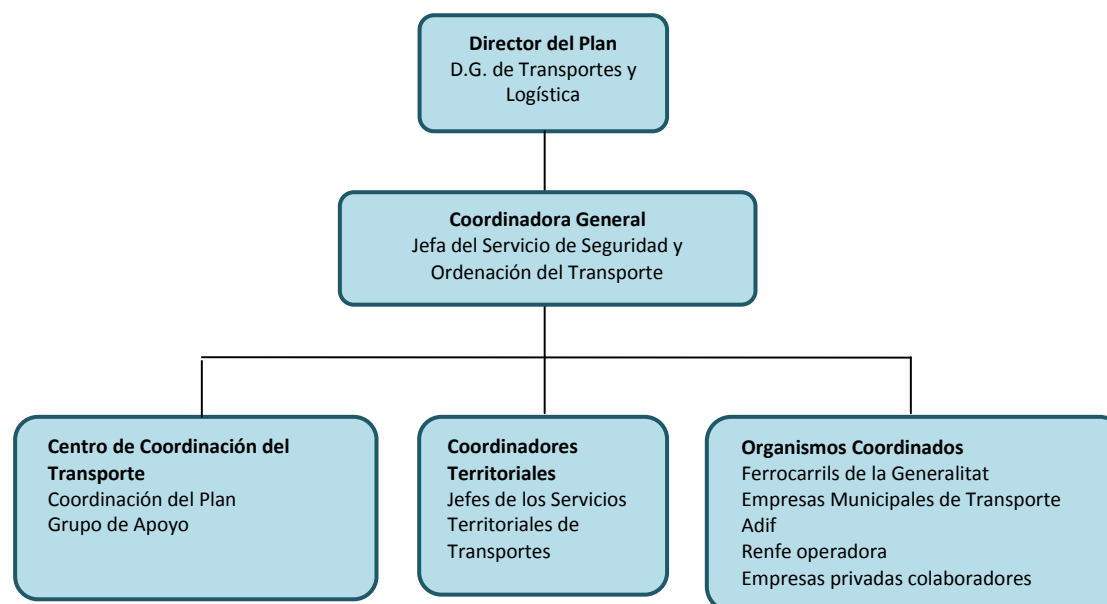 Director del Plan
D.G. de Transportes y
Logística
Coordinadora General
Jefa del Servicio de Seguridad y
Ordenación del Transporte
Centro de Coordinación del
Transporte
Coordinación del Plan
Grupo de Apoyo
Coordinadores
Territoriales
Jefes de los Servicios
Territoriales de
Transportes
Organismos Coordinados
Ferrocarrils de la Generalitat
Empresas Municipales de Transporte
Adif
Renfe operadora
Empresas privadas colaboradores